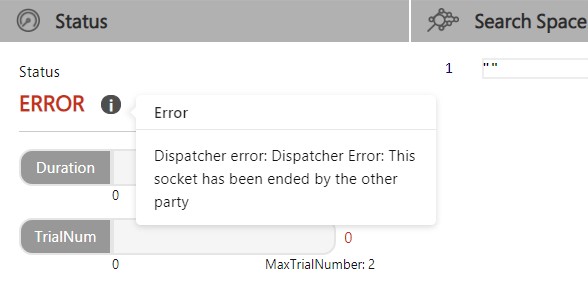 Status
Search Space
Status
1
""
ERROR
Error
Dispatcher error: Dispatcher Error: This
socket has been ended by the other
party
Duration
0
TrialNum
0
0
MaxTrialNumber: 2